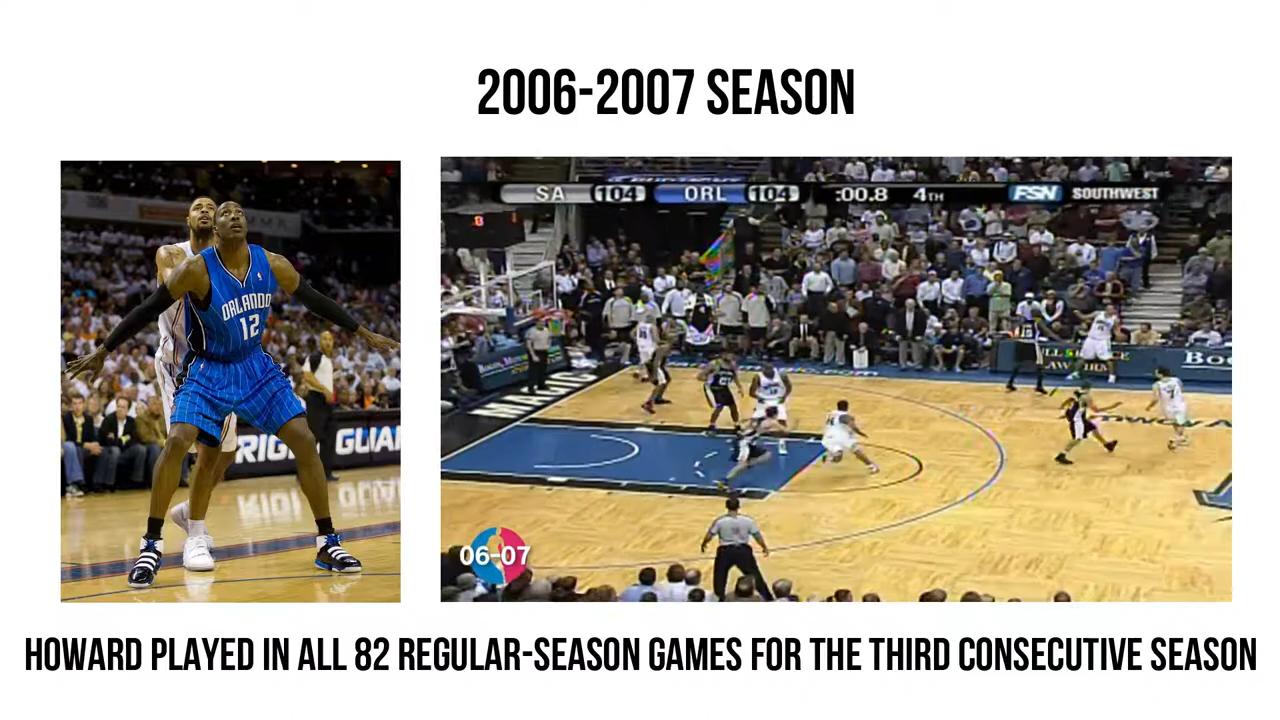 2006-2007 SEASON
SA 104 ORL 104 :00.8 4TH FSN SOUTHWEST
ORLANDO
12
MAGIC
06-07
HOWARD PLAYED IN ALL 82 REGULAR-SEASON GAMES FOR THE THIRD CONSECUTIVE SEASON